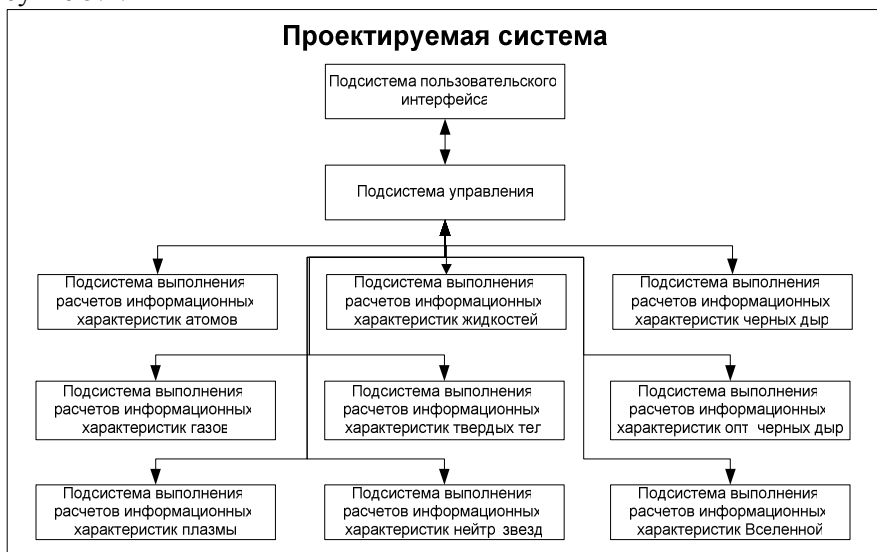 Проектируемая система
Подсистема пользовательского
интерфейса
Подсистема управления
Подсистема выполнения
расчетов информационных
характеристик атомов
Подсистема выполнения
расчетов информационных
характеристик жидкостей
Подсистема выполнения
расчетов информационных
характеристик черных дыр
Подсистема выполнения
расчетов информационных
характеристик газов
Подсистема выполнения
расчетов информационных
характеристик твердых тел
Подсистема выполнения
расчетов информационных
характеристик опт черных дыр
Подсистема выполнения
расчетов информационных
характеристик плазмы
Подсистема выполнения
расчетов информационных
характеристик нейтр звезд
Подсистема выполнения
расчетов информационных
характеристик Вселенной